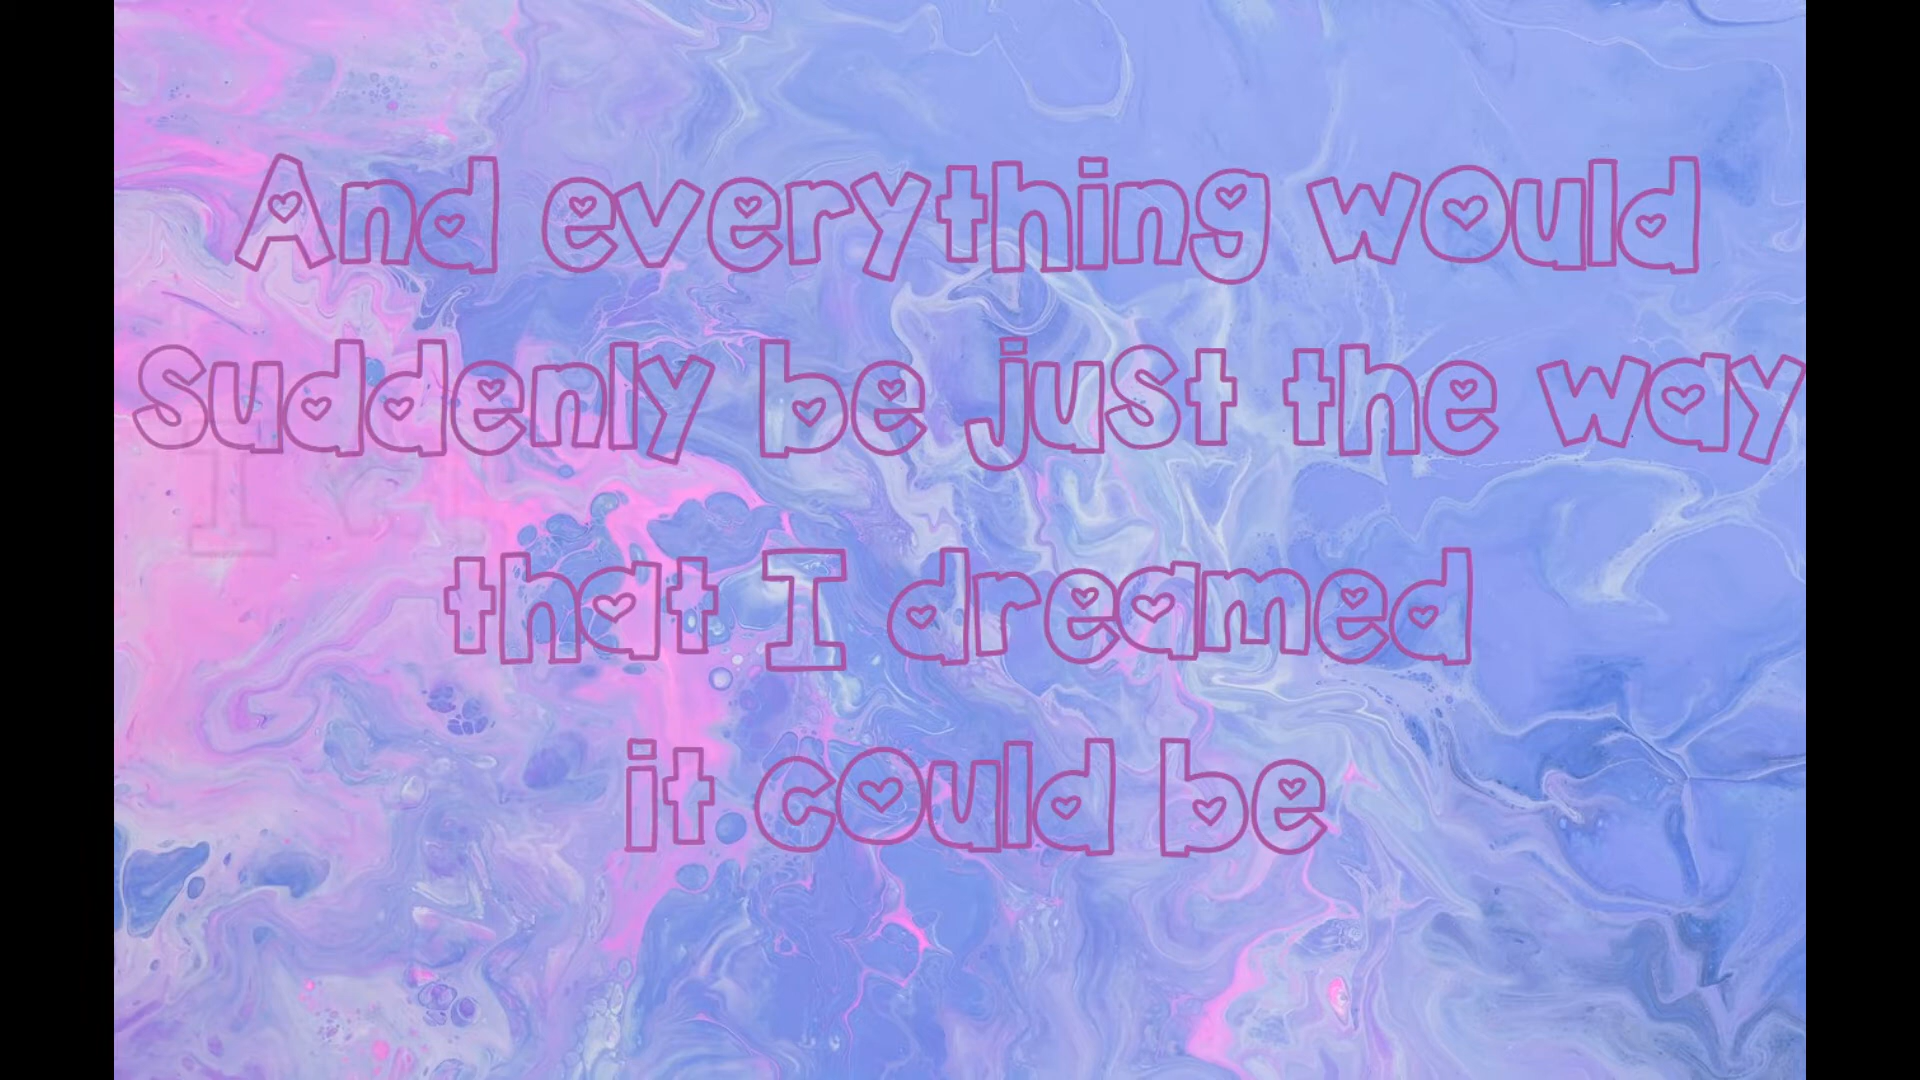 And everything would
suddenly be just the way
that I dreamed
it could be